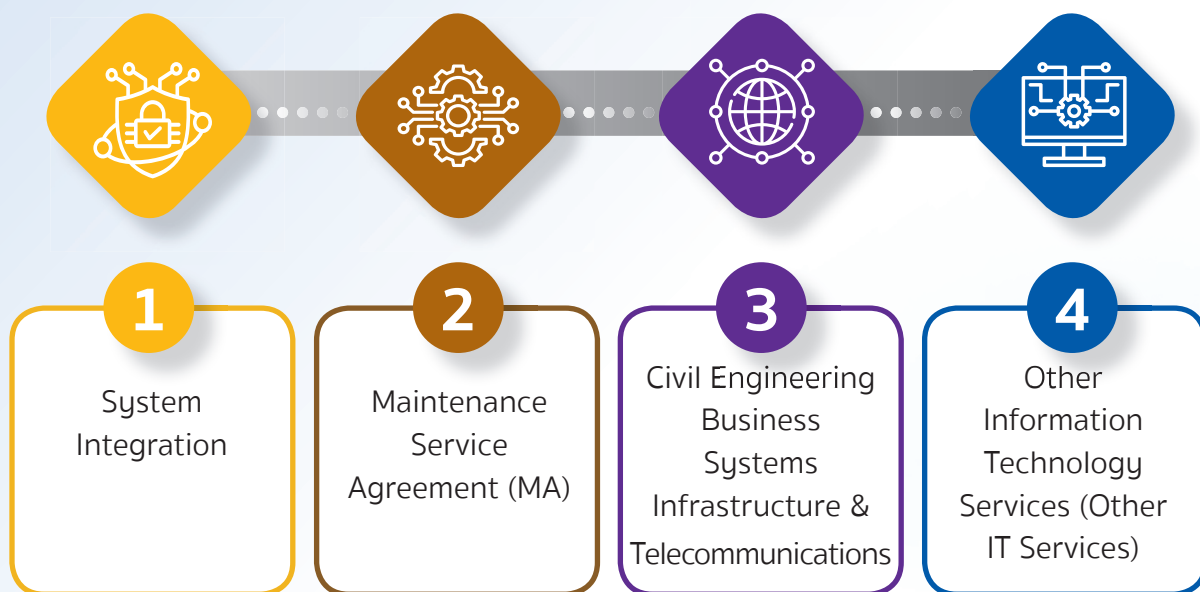 1
System
Integration
2
Maintenance
Service
Agreement (MA)
3
Civil Engineering
Business
Systems
Infrastructure &
Telecommunications
4
Other
Information
Technology
Services (Other
IT Services)